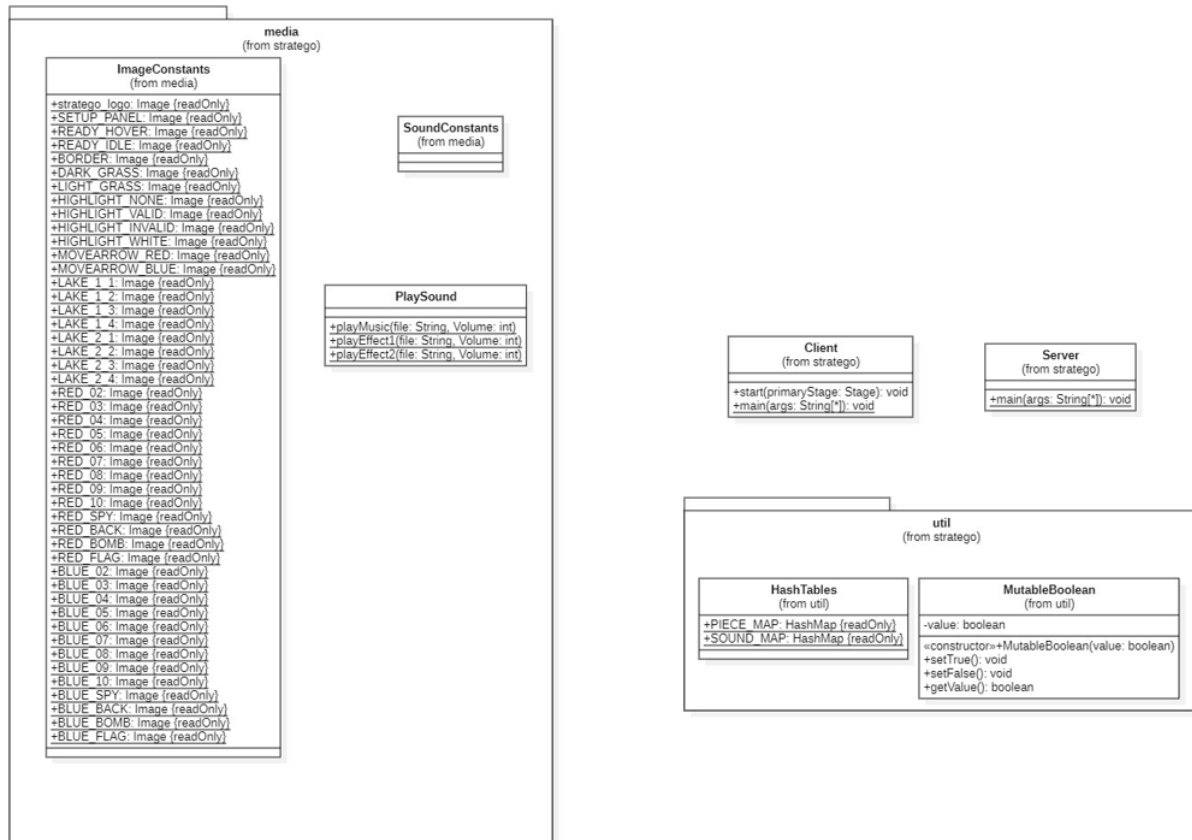 media
(from stratego)
ImageConstants
(from media)
+stratego_logo: Image {readOnly}
+SETUP_PANEL: Image {readOnly}
+READY_HOVER: Image {readOnly}
+READY_IDLE: Image {readOnly}
+BORDER: Image {readOnly}
+DARK_GRASS: Image {readOnly}
+LIGHT_GRASS: Image {readOnly}
+HIGHLIGHT_NONE: Image {readOnly}
+HIGHLIGHT_VALID: Image {readOnly}
+HIGHLIGHT_INVALID: Image {readOnly}
+HIGHLIGHT_WHITE: Image {readOnly}
+MOVEARROW_RED: Image {readOnly}
+MOVEARROW_BLUE: Image {readOnly}
+LAKE_1_1: Image {readOnly}
+LAKE_1_2: Image {readOnly}
+LAKE_1_3: Image {readOnly}
+LAKE_1_4: Image {readOnly}
+LAKE_2_1: Image {readOnly}
+LAKE_2_2: Image {readOnly}
+LAKE_2_3: Image {readOnly}
+LAKE_2_4: Image {readOnly}
+RED_02: Image {readOnly}
+RED_03: Image {readOnly}
+RED_04: Image {readOnly}
+RED_05: Image {readOnly}
+RED_06: Image {readOnly}
+RED_07: Image {readOnly}
+RED_08: Image {readOnly}
+RED_09: Image {readOnly}
+RED_10: Image {readOnly}
+RED_SPY: Image {readOnly}
+RED_BACK: Image {readOnly}
+RED_BOMB: Image {readOnly}
+RED_FLAG: Image {readOnly}
+BLUE_02: Image {readOnly}
+BLUE_03: Image {readOnly}
+BLUE_04: Image {readOnly}
+BLUE_05: Image {readOnly}
+BLUE_06: Image {readOnly}
+BLUE_07: Image {readOnly}
+BLUE_08: Image {readOnly}
+BLUE_09: Image {readOnly}
+BLUE_10: Image {readOnly}
+BLUE_SPY: Image {readOnly}
+BLUE_BACK: Image {readOnly}
+BLUE_BOMB: Image {readOnly}
+BLUE_FLAG: Image {readOnly}
SoundConstants
(from media)
PlaySound
+playMusic(file: String, Volume: int)
+playEffect1(file: String, Volume: int)
+playEffect2(file: String, Volume: int)
Client
(from stratego)
+start(primaryStage: Stage): void
+main(args: String[*]): void
Server
(from stratego)
+main(args: String[*]): void
util
(from stratego)
HashTables
(from util)
+PIECE_MAP: HashMap {readOnly}
+SOUND_MAP: HashMap {readOnly}
MutableBoolean
(from util)
-value: boolean
«constructor»+MutableBoolean(value: boolean)
+setTrue(): void
+setFalse(): void
+getValue(): boolean